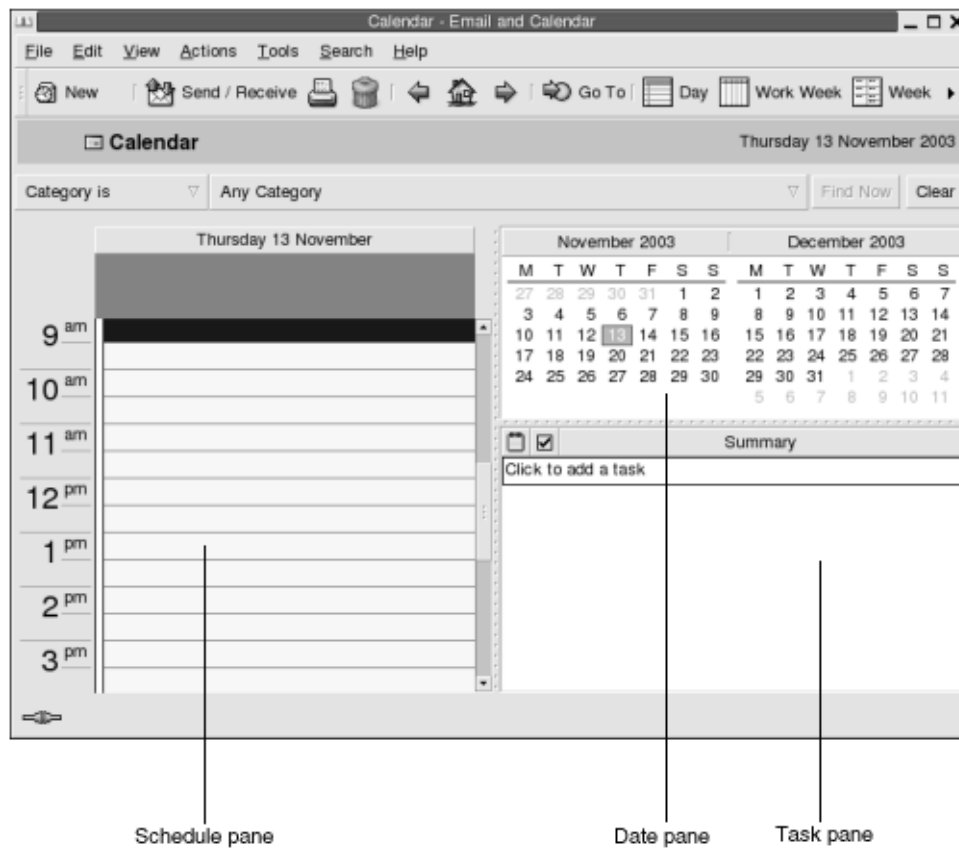 Calendar - Email and Calendar
File Edit View Actions Tools Search Help
New Send / Receive Go To Day Work Week Week
Calendar Thursday 13 November 2003
Category is Any Category Find Now Clear
Thursday 13 November
9 am
10 am
11 am
12 pm
1 pm
2 pm
3 pm
November 2003 December 2003
M T W T F S S M T W T F S S
27 28 29 30 31 1 2 1 2 3 4 5 6 7
3 4 5 6 7 8 9 8 9 10 11 12 13 14
10 11 12 13 14 15 16 15 16 17 18 19 20 21
17 18 19 20 21 22 23 22 23 24 25 26 27 28
24 25 26 27 28 29 30 29 30 31 1 2 3 4
5 6 7 8 9 10 11
Summary
Click to add a task
Schedule pane Date pane Task pane